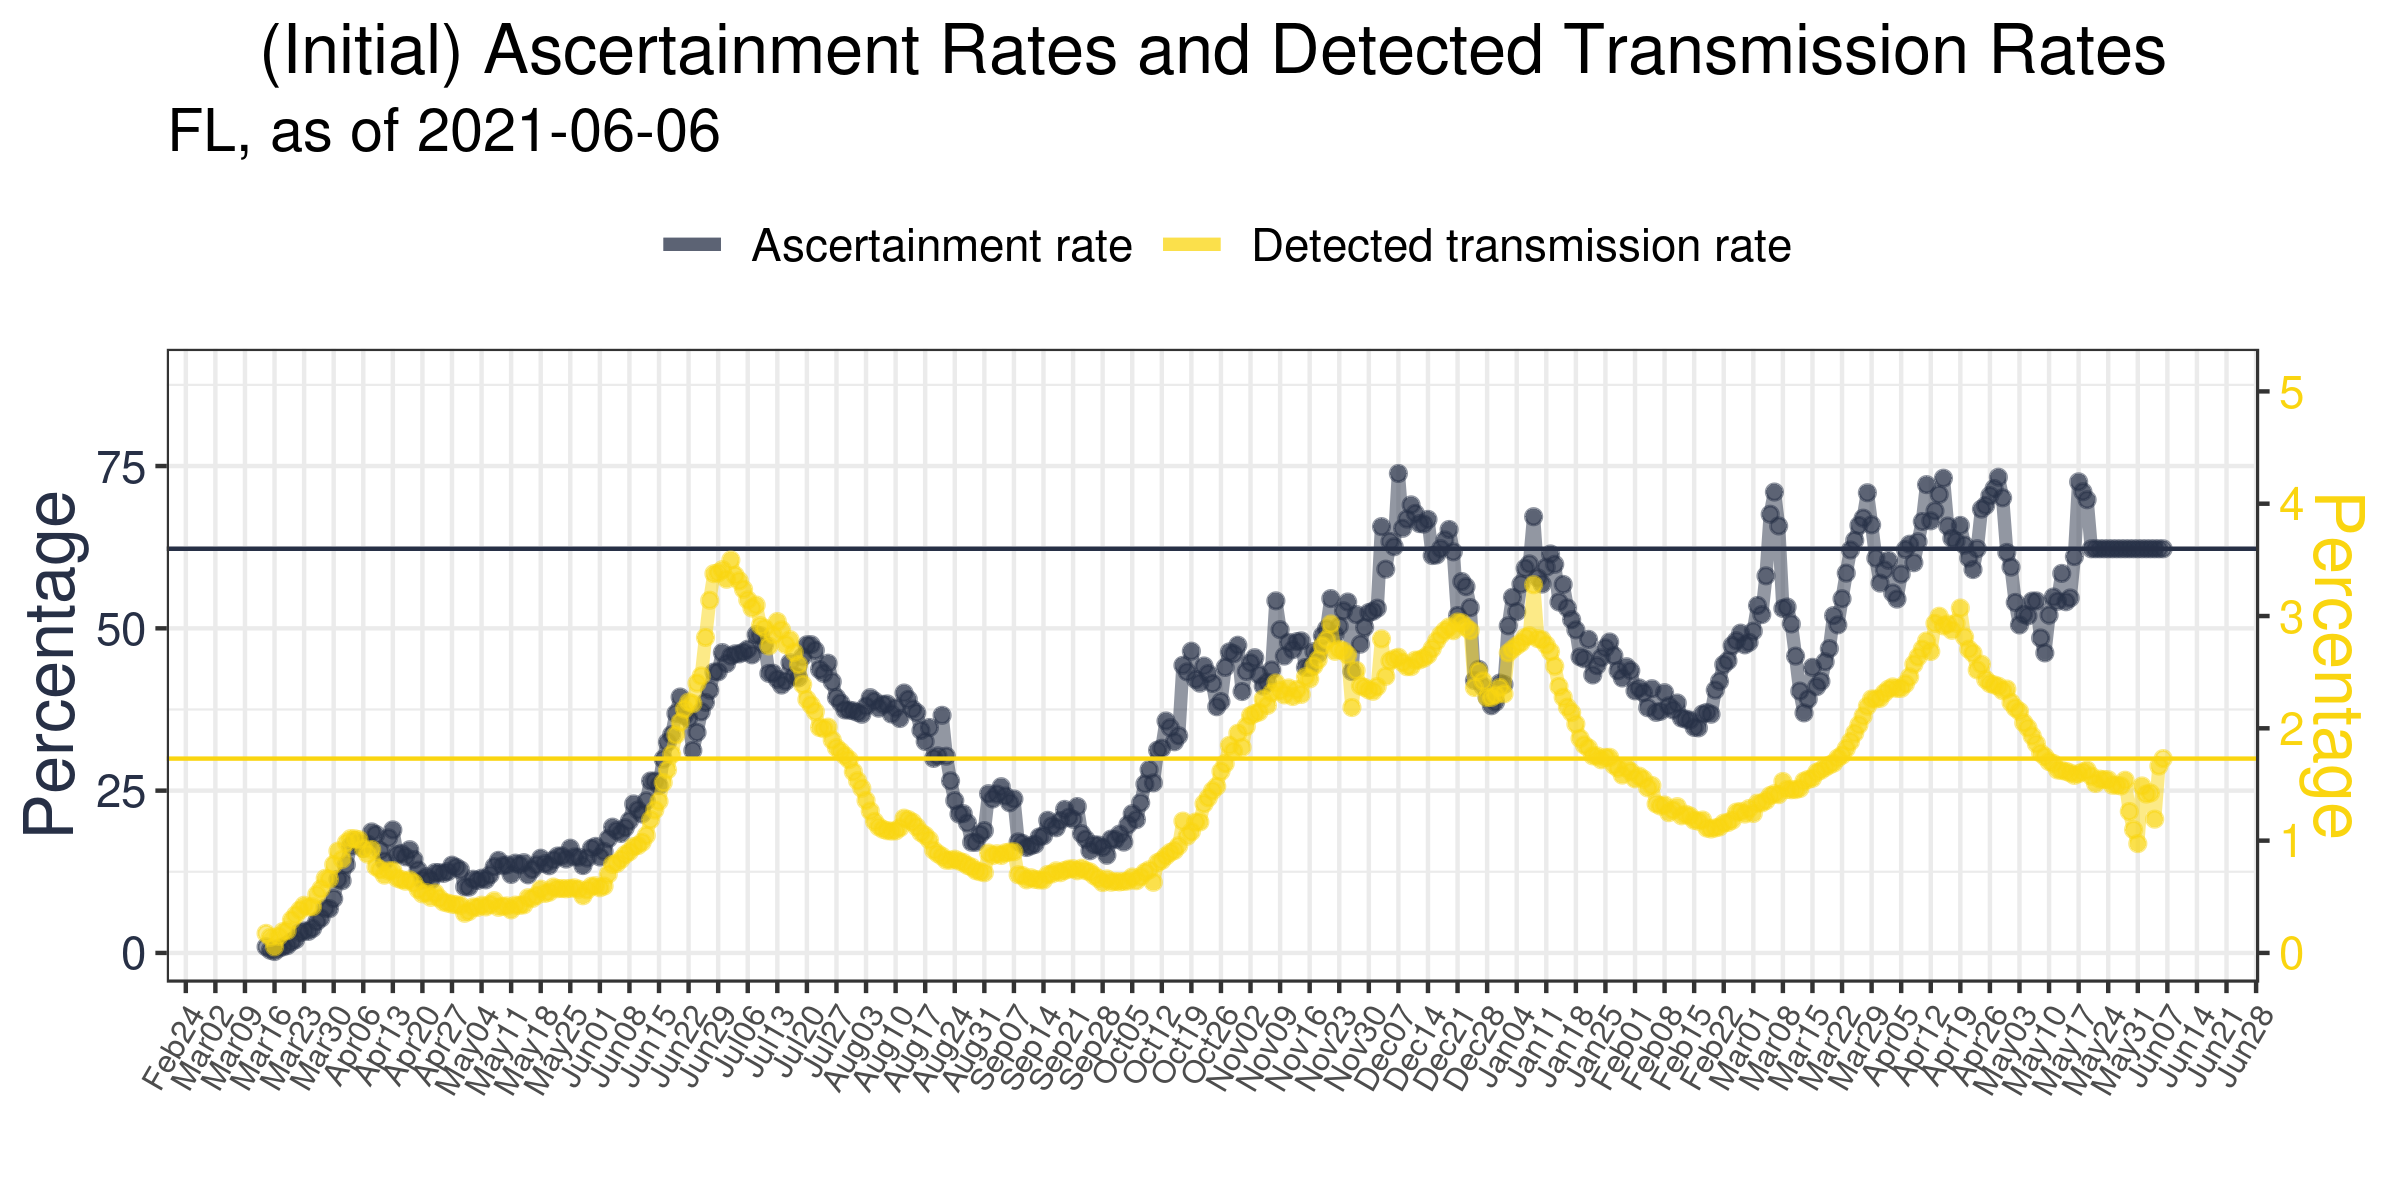 (Initial) Ascertainment Rates and Detected Transmission Rates
FL, as of 2021-06-06
Ascertainment rate
Detected transmission rate
Percentage
75
50
25
0
5
4
3
2
1
0
Percentage
Feb24
Mar02
Mar09
Mar16
Mar23
Mar30
Apr06
Apr13
Apr20
Apr27
May04
May11
May18
May25
Jun01
Jun08
Jun15
Jun22
Jun29
Jul06
Jul13
Jul20
Jul27
Aug03
Aug10
Aug17
Aug24
Aug31
Sep07
Sep14
Sep21
Sep28
Oct05
Oct12
Oct19
Oct26
Nov02
Nov09
Nov16
Nov23
Nov30
Dec07
Dec14
Dec21
Dec28
Jan04
Jan11
Jan18
Jan25
Feb01
Feb08
Feb15
Feb22
Mar01
Mar08
Mar15
Mar22
Mar29
Apr05
Apr12
Apr19
Apr26
May03
May10
May17
May24
May31
Jun07
Jun14
Jun21
Jun28